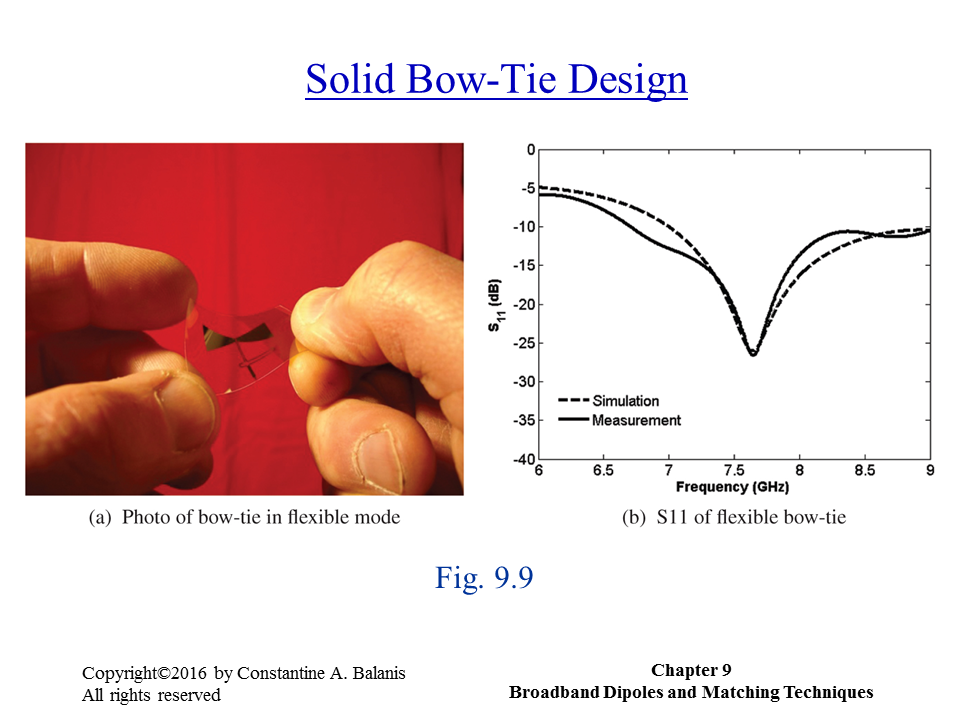 Solid Bow-Tie Design
0
-5
-10
-15
-20
-25
-30
-35
-40
S11 (dB)
Simulation
Measurement
6 6.5 7 7.5 8 8.5 9
Frequency (GHz)
(a) Photo of bow-tie in flexible mode
(b) S11 of flexible bow-tie
Fig. 9.9
Copyright©2016 by Constantine A. Balanis
All rights reserved
Chapter 9
Broadband Dipoles and Matching Techniques